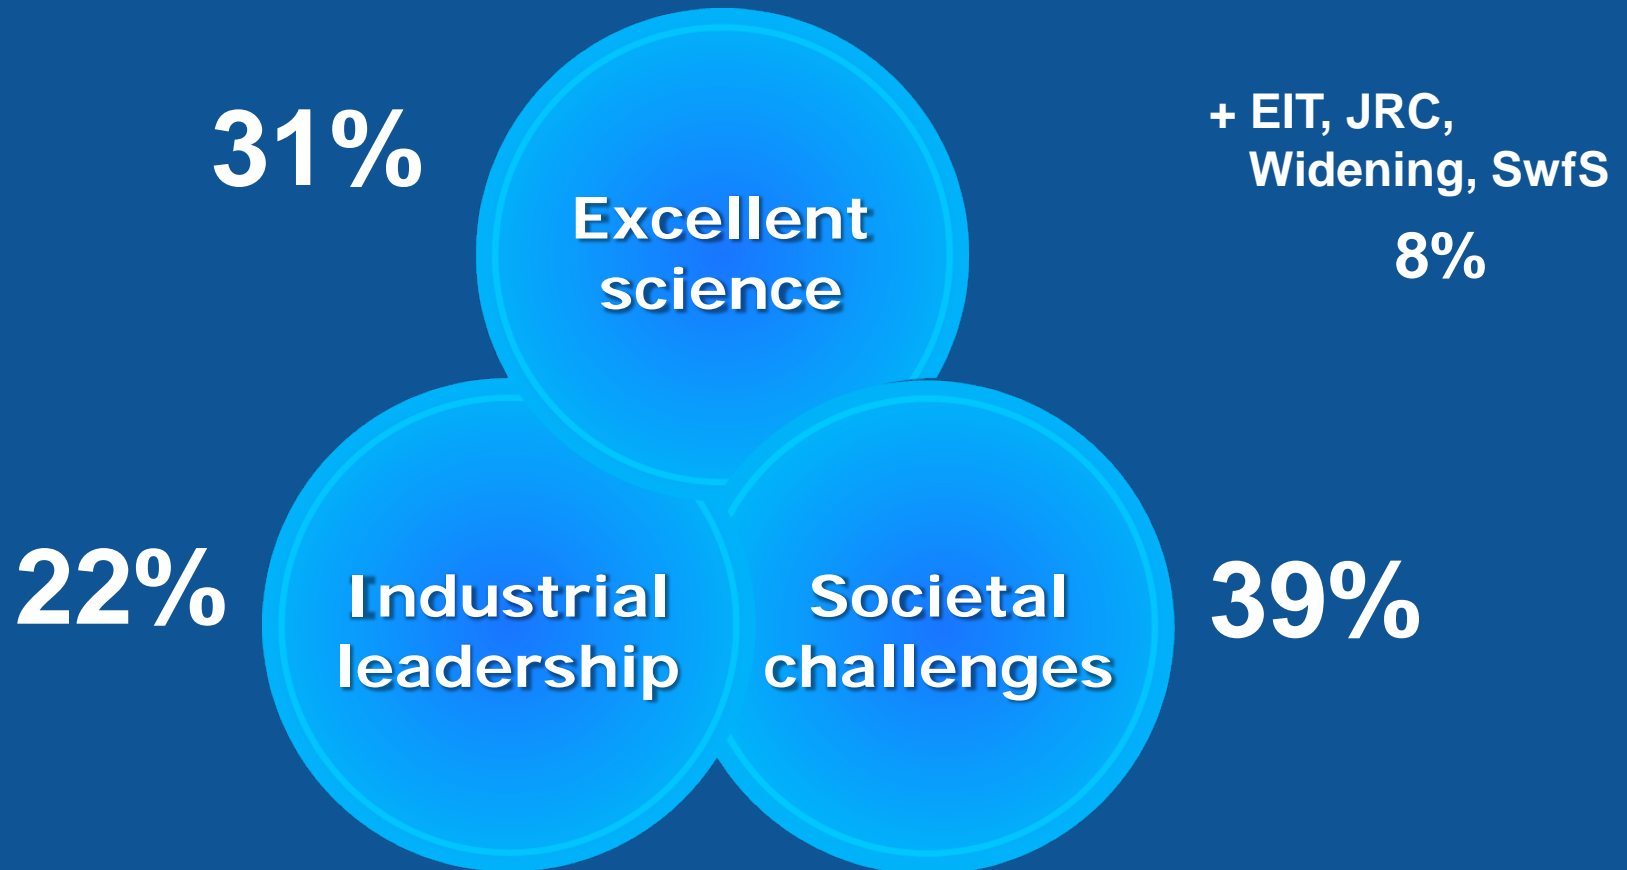 31%
Excellent
science
+ EIT, JRC,
Widening, SwfS
8%
22%
Industrial
leadership
Societal
challenges
39%